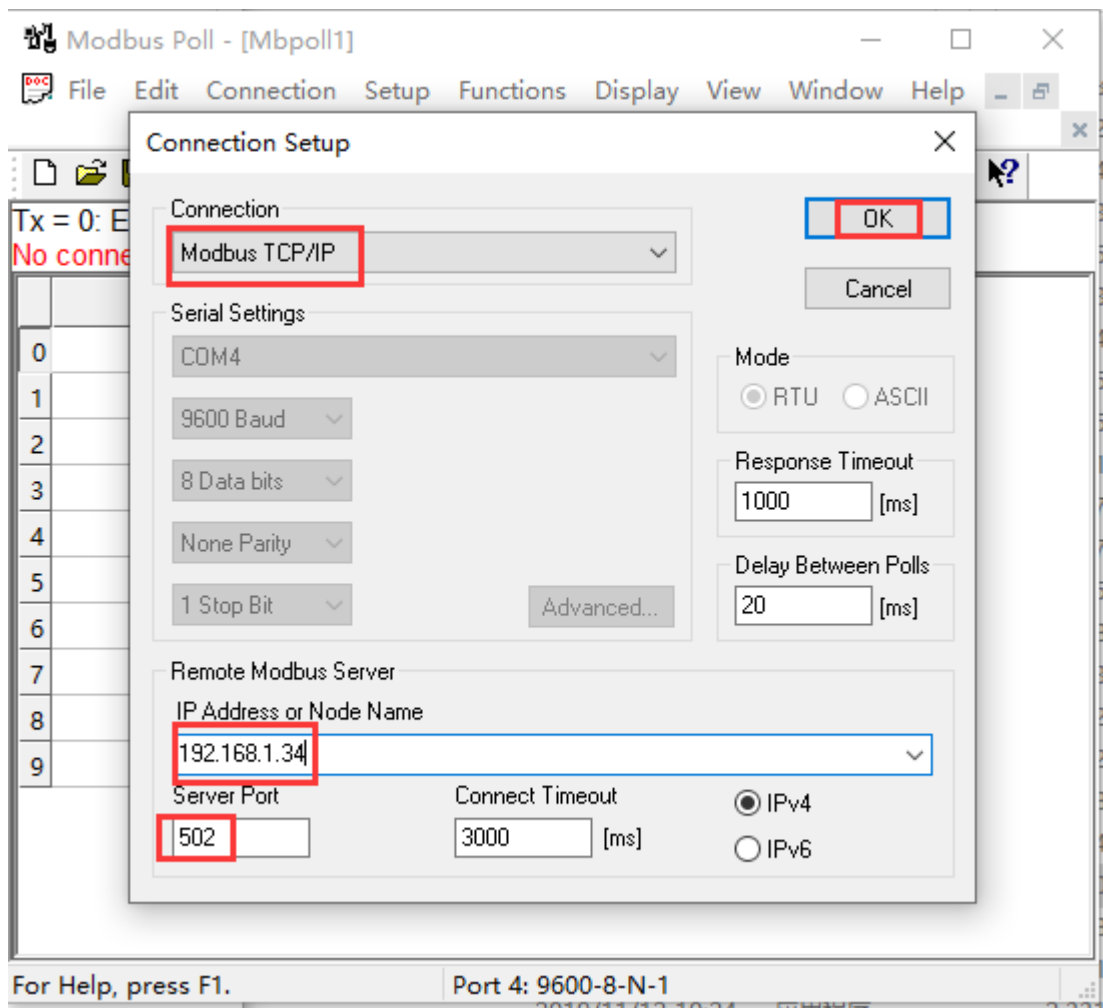 Modbus Poll - [Mbpoll1]
File Edit Connection Setup Functions Display View Window Help
Connection Setup
Tx = 0: E
No conne
Connection
Modbus TCP/IP
OK
Cancel
Serial Settings
COM4
Mode
RTU ASCII
9600 Baud
8 Data bits
Response Timeout
1000 [ms]
None Parity
Delay Between Polls
1 Stop Bit
Advanced...
20 [ms]
Remote Modbus Server
IP Address or Node Name
192.168.1.34
Server Port
Connect Timeout
502
3000 [ms]
IPv4
IPv6
0
1
2
3
4
5
6
7
8
9
For Help, press F1.
Port 4: 9600-8-N-1